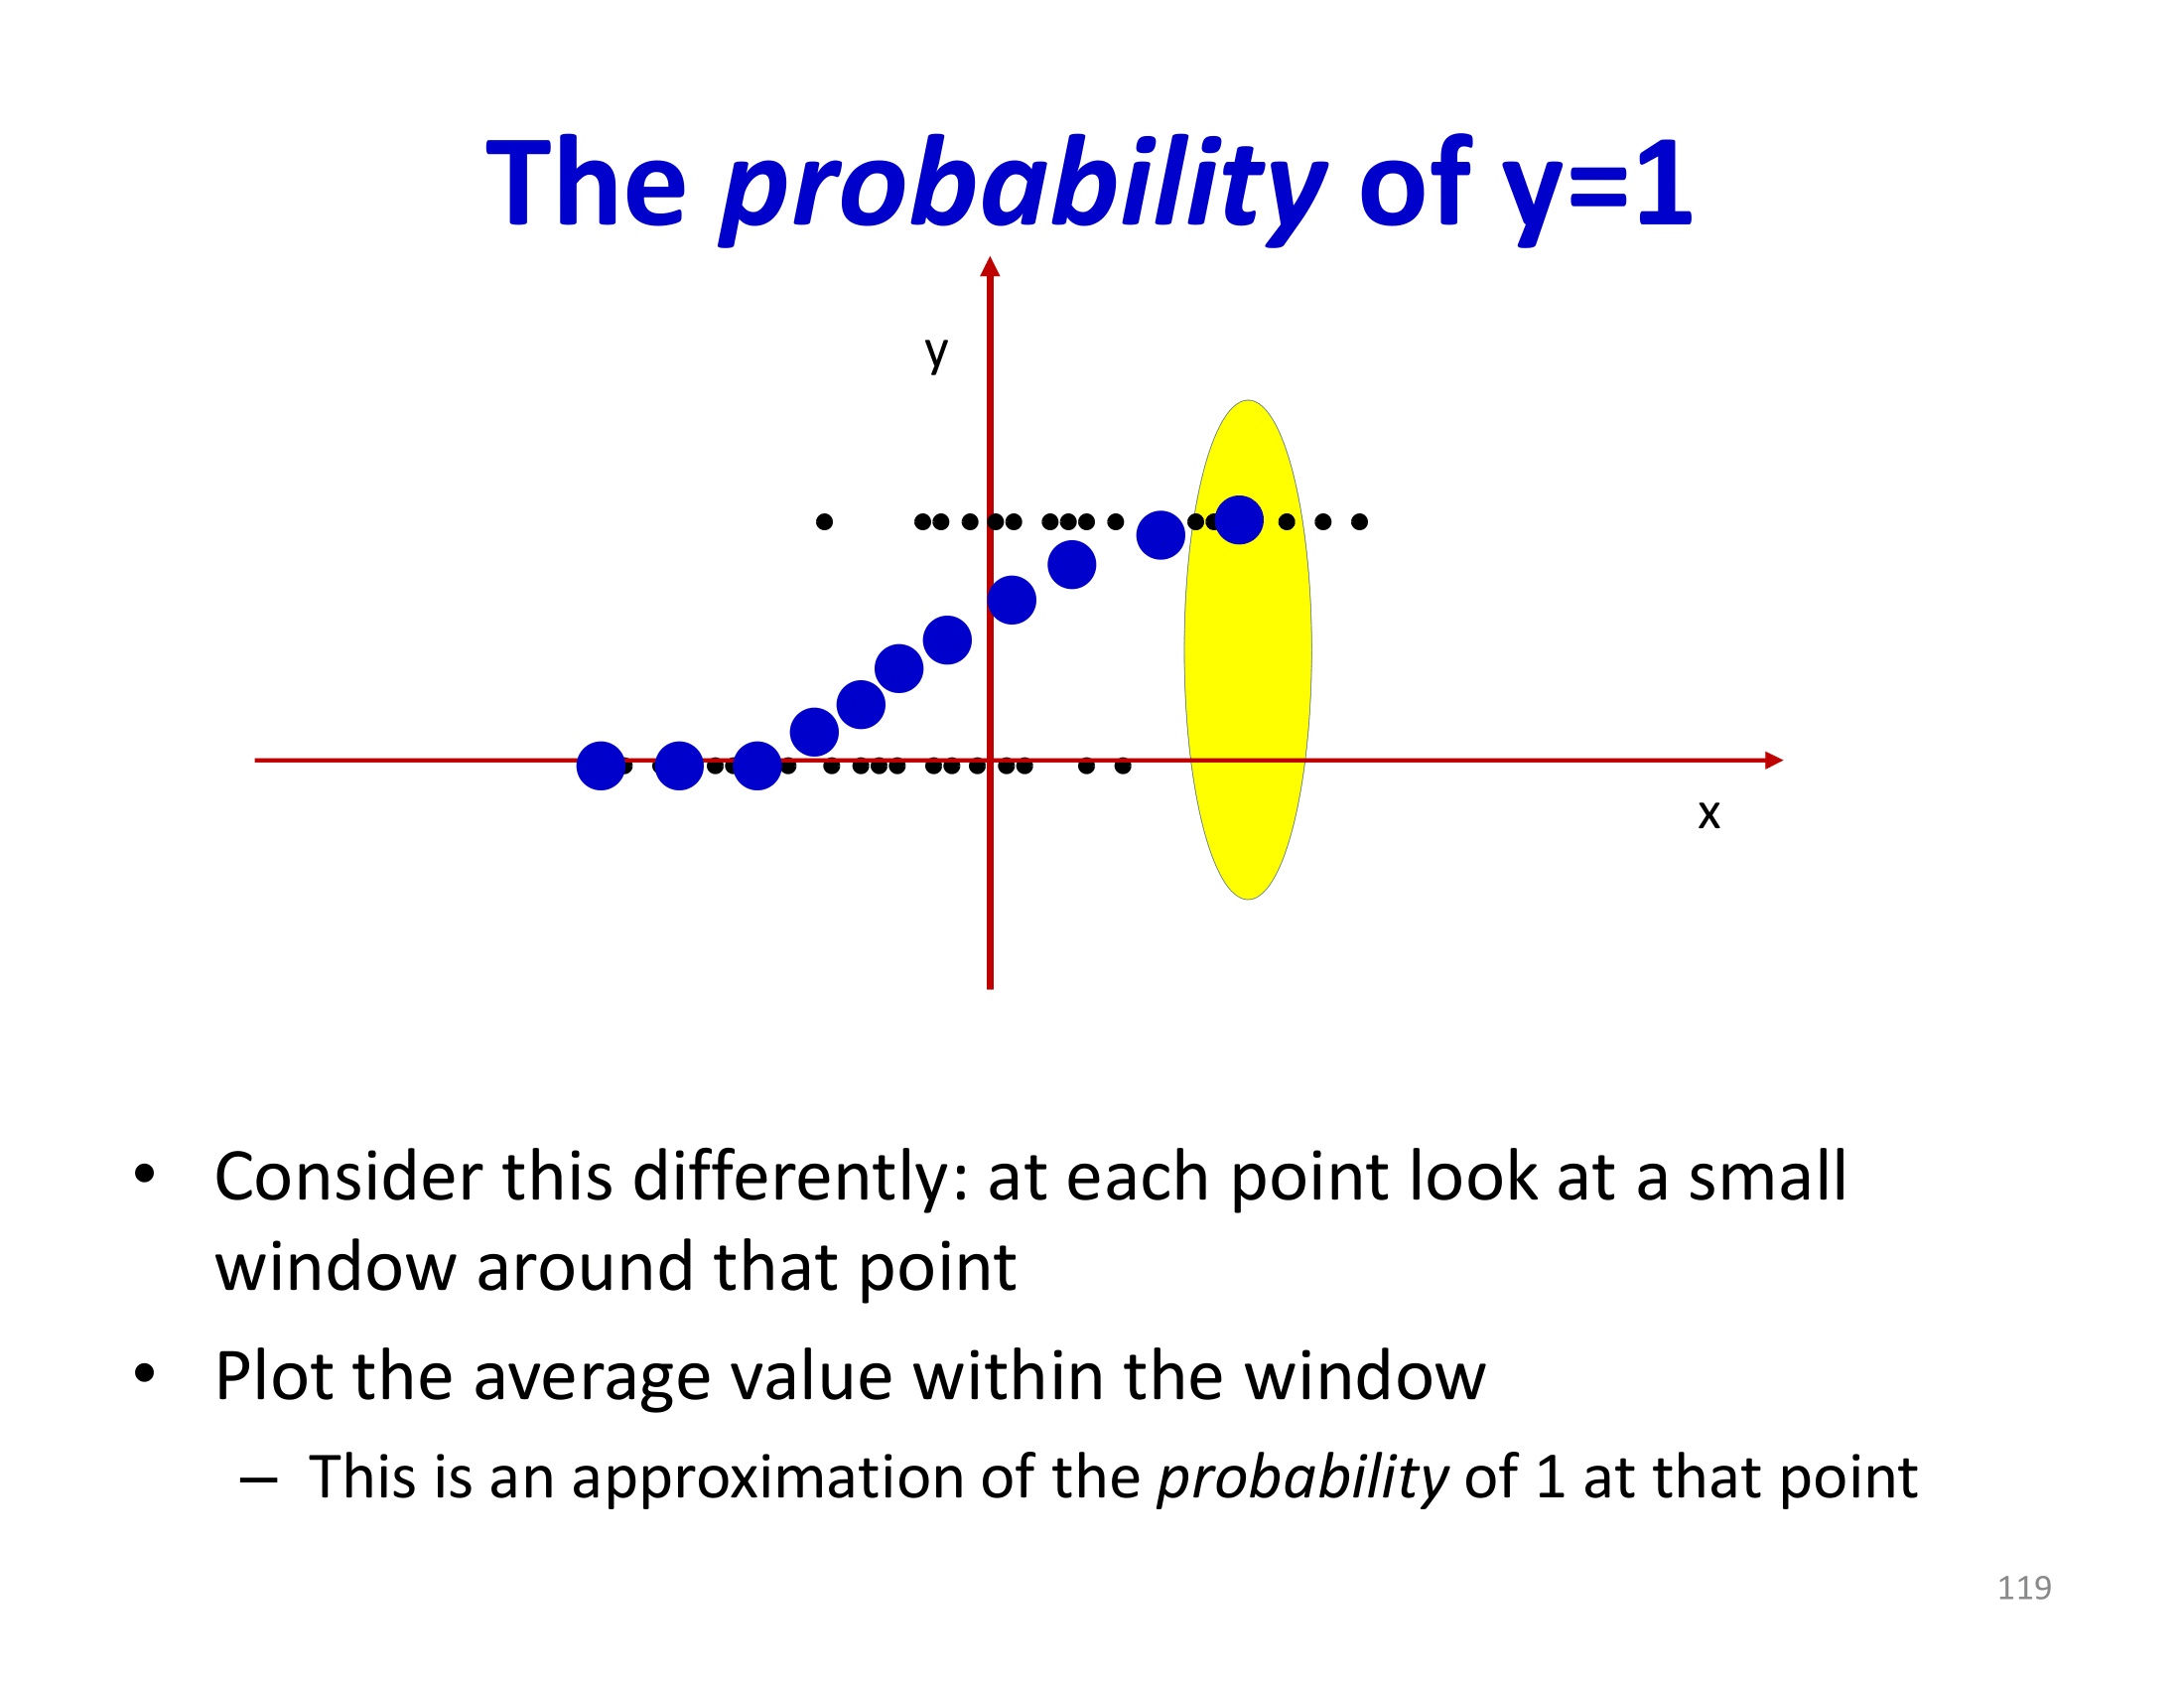 The probability of y=1
y
x
• Consider this differently: at each point look at a small
window around that point
• Plot the average value within the window
– This is an approximation of the probability of 1 at that point
119